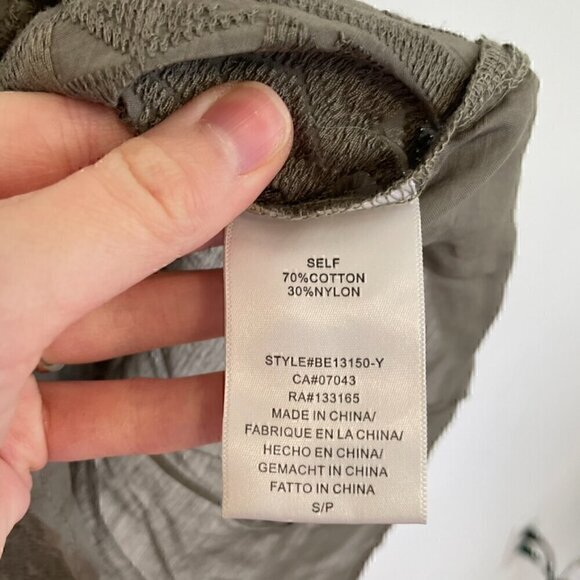 SELF
70%COTTON
30%NYLON
STYLE#BE13150-Y
CA#07043
RA#133165
MADE IN CHINA/
FABRIQUE EN LA CHINA/
HECHO EN CHINA/
GEMACHT IN CHINA
FATTO IN CHINA
S/P